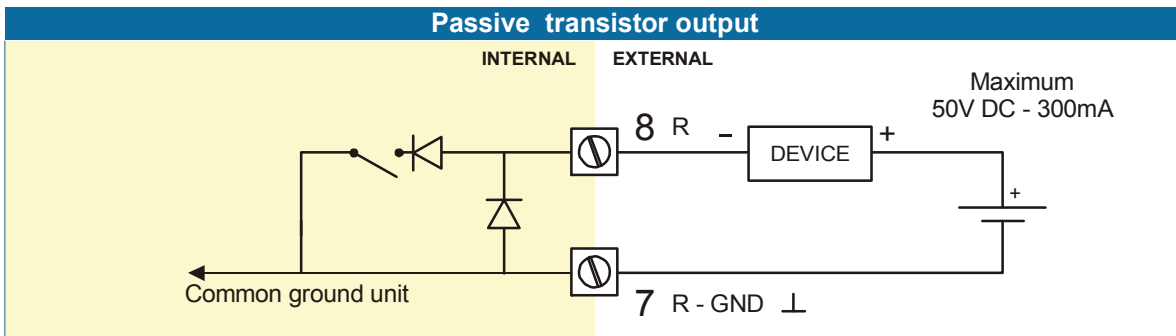 Passive transistor output
INTERNAL EXTERNAL
Maximum
50V DC - 300mA
8 R - DEVICE +
+
Common ground unit
7 R - GND ⊥